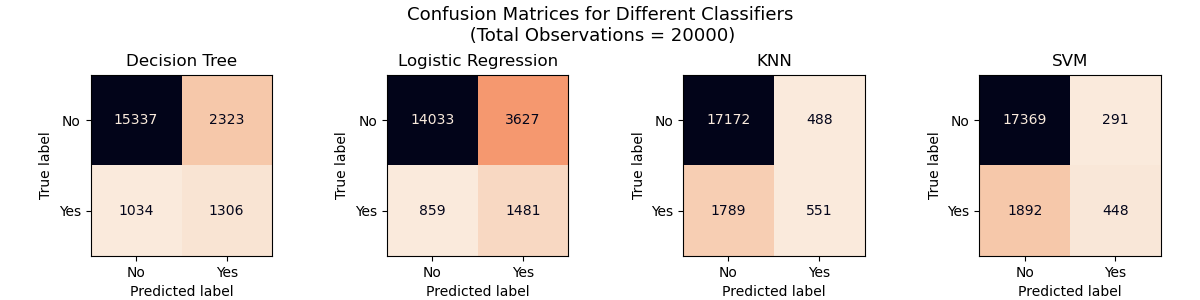 Confusion Matrices for Different Classifiers
(Total Observations = 20000)
Decision Tree
No
15337
2323
Yes
1034
1306
No
Yes
True label
Predicted label
Logistic Regression
No
14033
3627
Yes
859
1481
No
Yes
True label
Predicted label
KNN
No
17172
488
Yes
1789
551
No
Yes
True label
Predicted label
SVM
No
17369
291
Yes
1892
448
No
Yes
True label
Predicted label